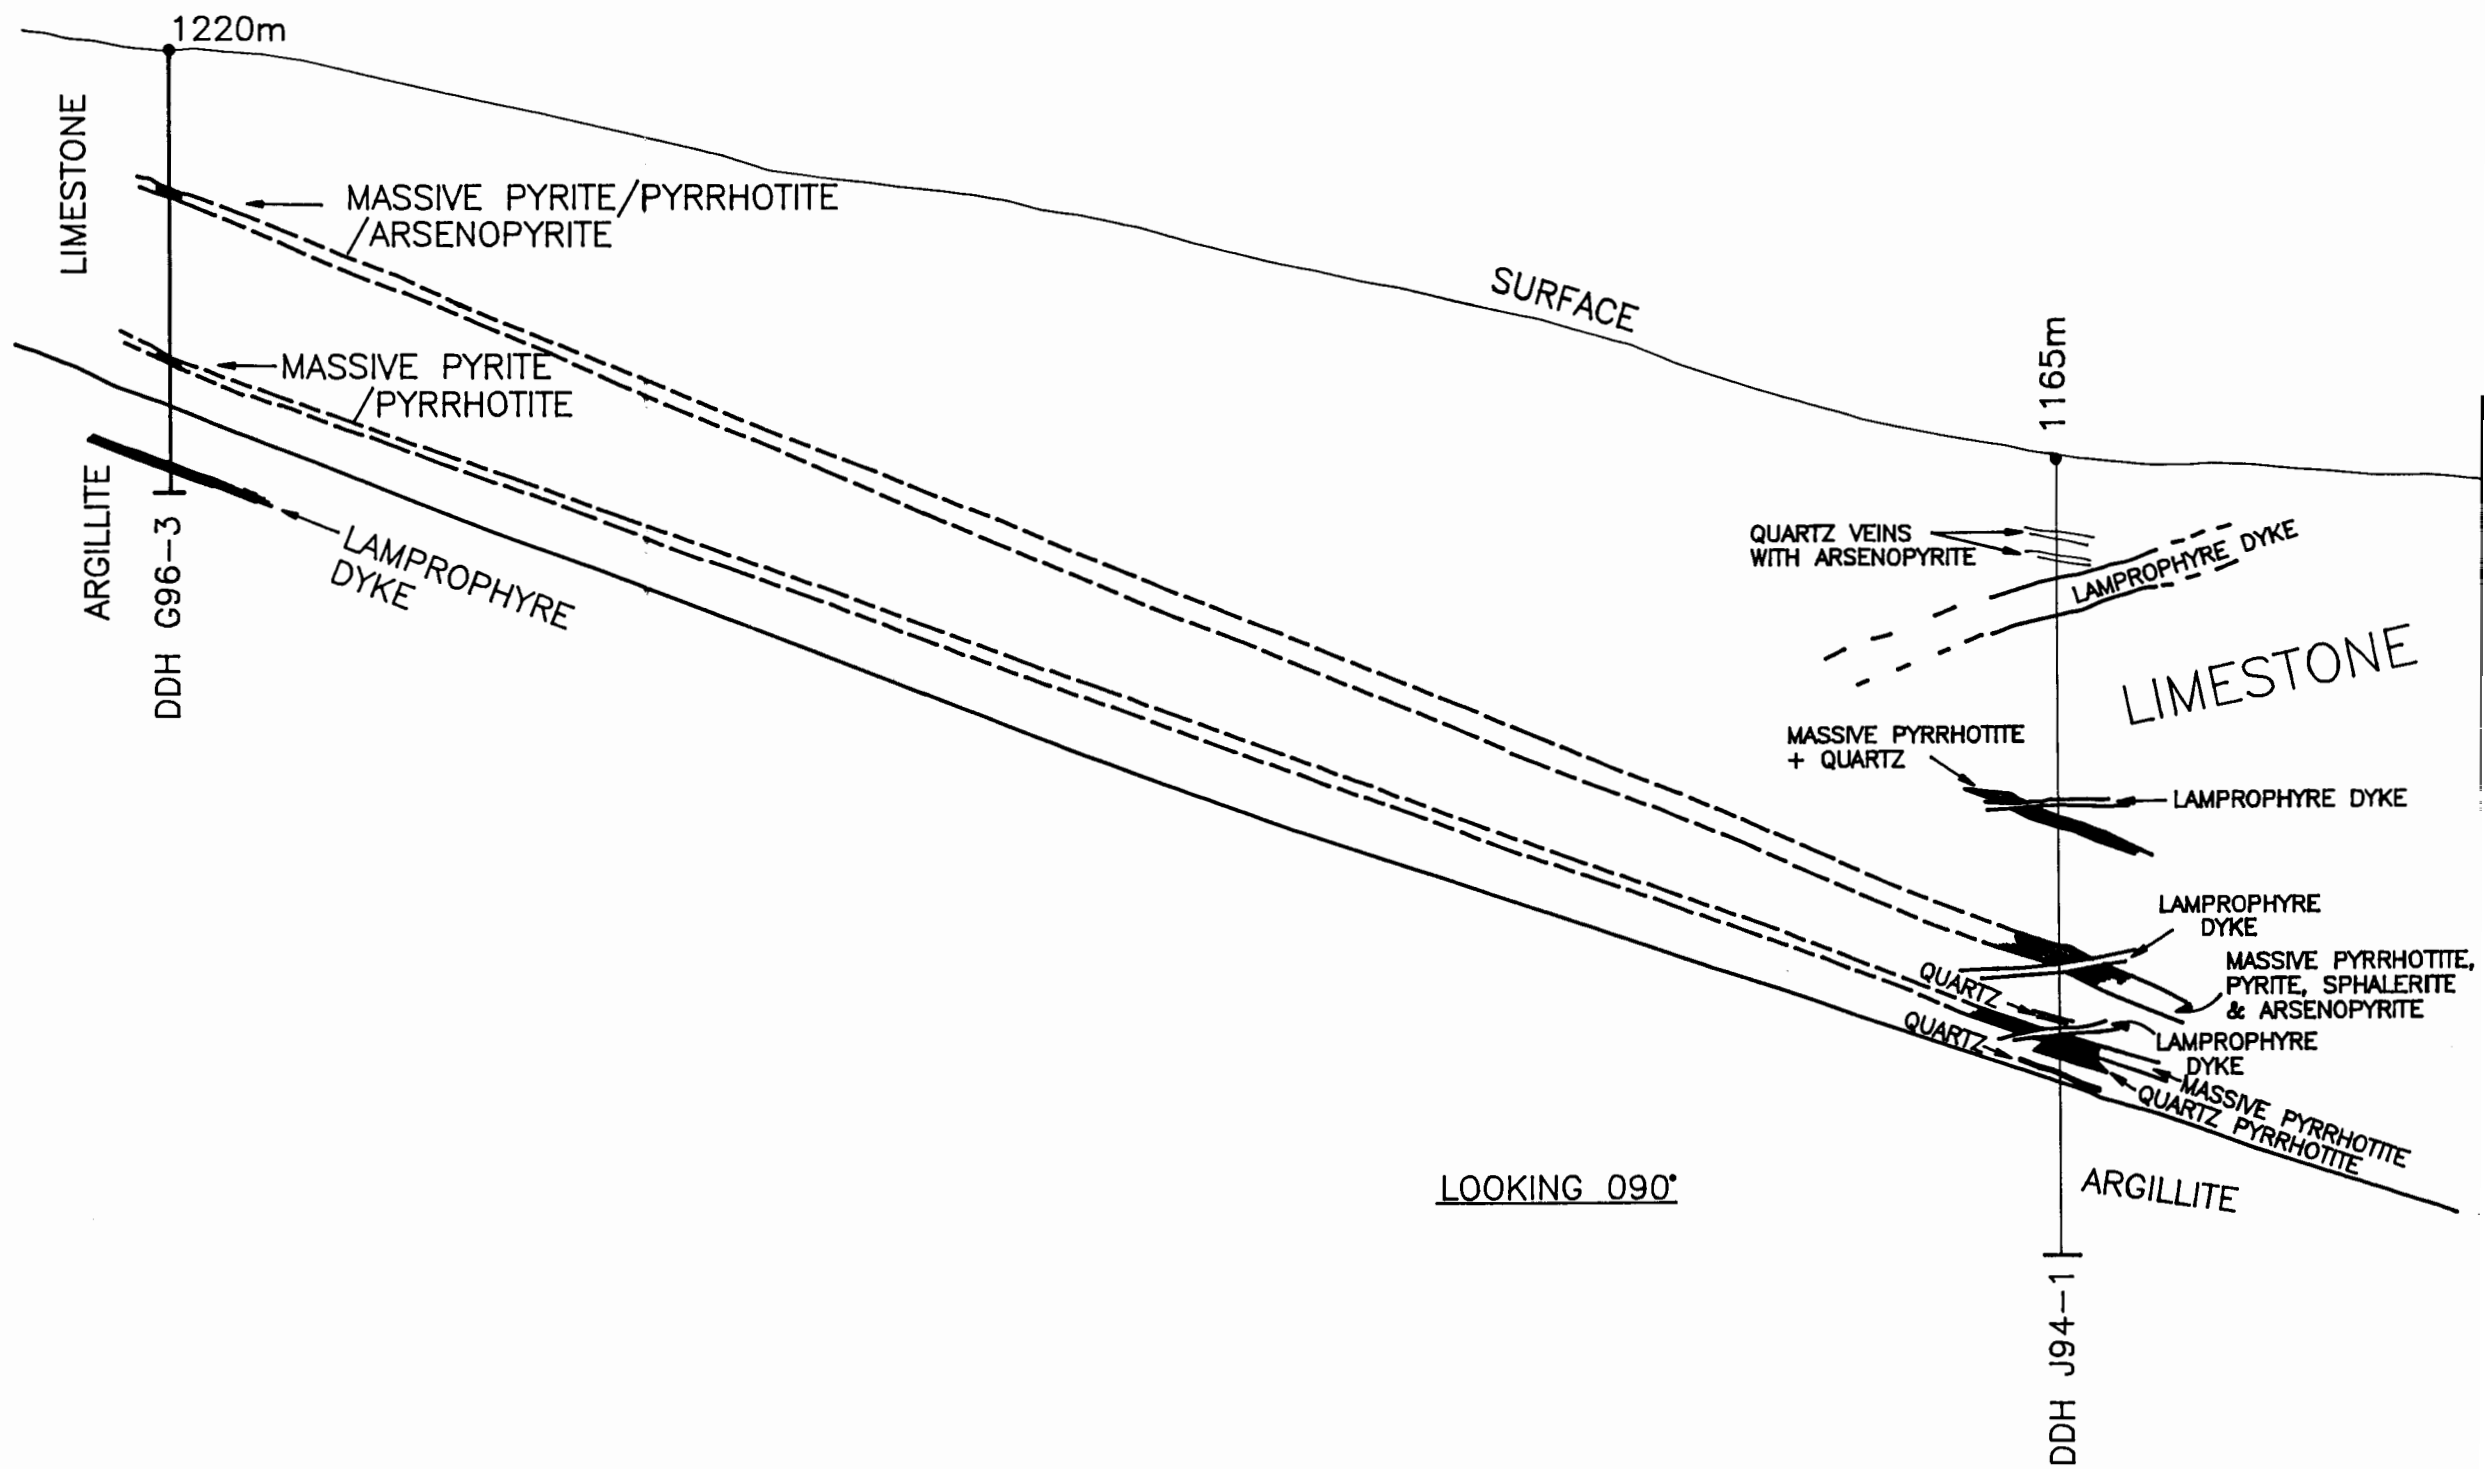 1220m
LIMESTONE
MASSIVE PYRITE/PYRRHOTITE
/ARSENOPYRITE
SURFACE
MASSIVE PYRITE
/PYRRHOTITE
ARGILLITE
DDH G96-3
LAMPROPHYRE
DYKE
1165m
QUARTZ VEINS
WITH ARSENOPYRITE
LAMPROPHYRE DYKE
LIMESTONE
MASSIVE PYRRHOTITE
+ QUARTZ
LAMPROPHYRE DYKE
LAMPROPHYRE
DYKE
MASSIVE PYRRHOTITE,
PYRITE, SPHALERITE
& ARSENOPYRITE
QUARTZ
QUARTZ
LAMPROPHYRE
DYKE
MASSIVE PYRRHOTITE
QUARTZ PYRRHOTITE
ARGILLITE
LOOKING 090°
DDH J94-1